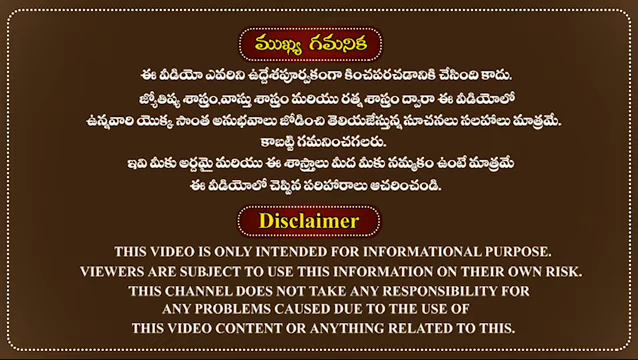 ముఖ్య గమనిక
ఈ వీడియో ఎవరిని ఉద్దేశపూర్వకంగా కించపరచడానికి చేసింది కాదు.
జ్యోతిష్య శాస్త్రం,వాస్తు శాస్త్రం మరియు రత్న శాస్త్రం ద్వారా ఈ వీడియోలో
ఉన్నవారి యొక్క సొంత అనుభవాలు జోడించి తెలియజేస్తున్న సూచనలు సలహాలు మాత్రమే.
కాబట్టి గమనించగలరు.
ఇవి మీకు అర్ధమై మరియు ఈ శాస్త్రాలు మీద మీకు నమ్మకం ఉంటే మాత్రమే
ఈ వీడియోలో చెప్పిన పరిహారాలు ఆచరించండి.
Disclaimer
THIS VIDEO IS ONLY INTENDED FOR INFORMATIONAL PURPOSE.
VIEWERS ARE SUBJECT TO USE THIS INFORMATION ON THEIR OWN RISK.
THIS CHANNEL DOES NOT TAKE ANY RESPONSIBILITY FOR
ANY PROBLEMS CAUSED DUE TO THE USE OF
THIS VIDEO CONTENT OR ANYTHING RELATED TO THIS.